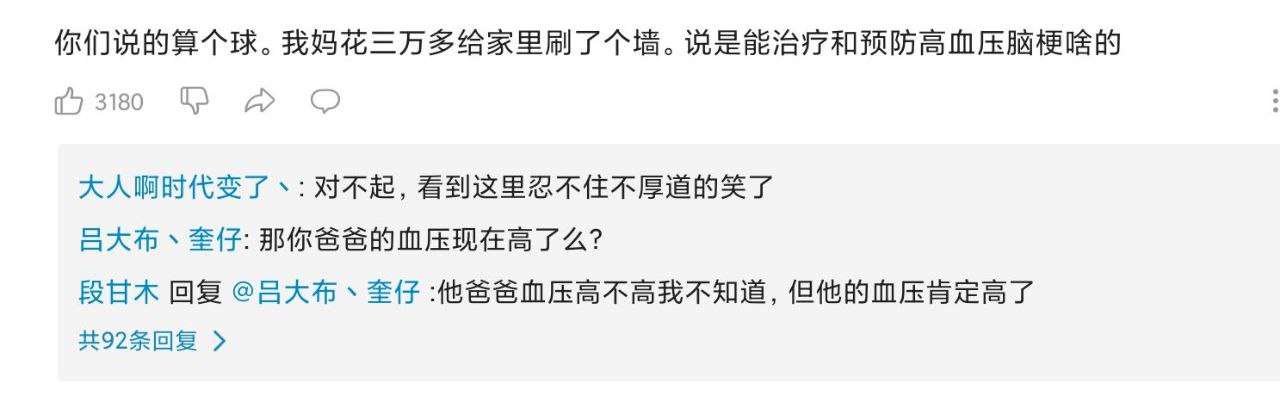 你们说的算个球。我妈花三万多给家里刷了个墙。说是能治疗和预防高血压脑梗啥的
3180
大人啊时代变了丶: 对不起，看到这里忍不住不厚道的笑了
吕大布丶奎仔: 那你爸爸的血压现在高了么?
段甘木 回复 @吕大布丶奎仔 :他爸爸血压高不高我不知道，但他的血压肯定高了
共92条回复